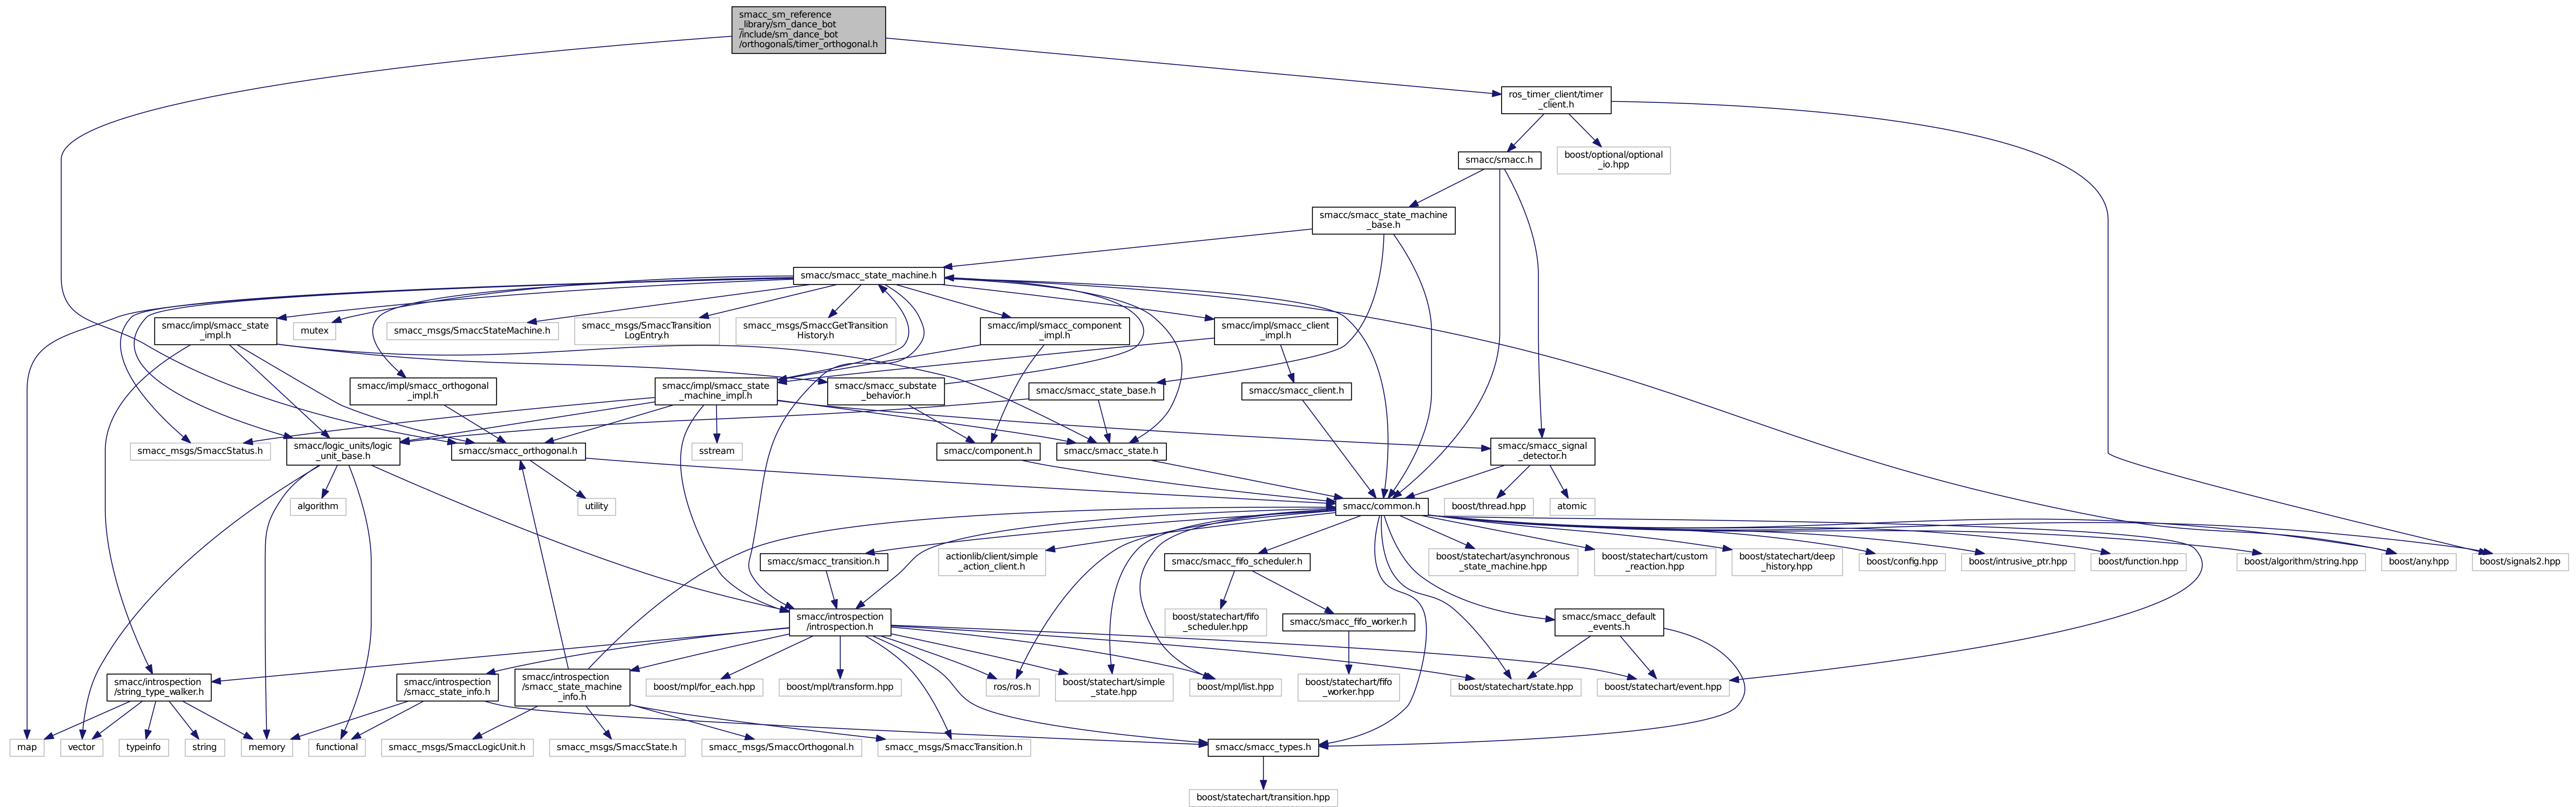 smacc_sm_reference
_library/sm_dance_bot
/include/sm_dance_bot
/orthogonals/timer_orthogonal.h
ros_timer_client/timer
_client.h
smacc/smacc.h
boost/optional/optional
_io.hpp
smacc/smacc_state_machine
_base.h
smacc/smacc_state_machine.h
smacc/impl/smacc_state
_impl.h
mutex
smacc_msgs/SmaccStateMachine.h
smacc_msgs/SmaccTransition
LogEntry.h
smacc_msgs/SmaccGetTransition
History.h
smacc/impl/smacc_component
_impl.h
smacc/impl/smacc_client
_impl.h
smacc/impl/smacc_orthogonal
_impl.h
smacc/impl/smacc_state
_machine_impl.h
smacc/smacc_substate
_behavior.h
smacc/smacc_state_base.h
smacc/smacc_client.h
smacc_msgs/SmaccStatus.h
smacc/logic_units/logic
_unit_base.h
smacc/smacc_orthogonal.h
sstream
smacc/component.h
smacc/smacc_state.h
smacc/smacc_signal
_detector.h
algorithm
utility
smacc/common.h
boost/thread.hpp
atomic
smacc/smacc_transition.h
actionlib/client/simple
_action_client.h
smacc/smacc_fifo_scheduler.h
boost/statechart/asynchronous
_state_machine.hpp
boost/statechart/custom
_reaction.hpp
boost/statechart/deep
_history.hpp
boost/config.hpp
boost/intrusive_ptr.hpp
boost/function.hpp
boost/algorithm/string.hpp
boost/any.hpp
boost/signals2.hpp
smacc/introspection
/introspection.h
boost/statechart/fifo
_scheduler.hpp
smacc/smacc_fifo_worker.h
smacc/smacc_default
_events.h
smacc/introspection
/string_type_walker.h
smacc/introspection
/smacc_state_info.h
smacc/introspection
/smacc_state_machine
_info.h
boost/mpl/for_each.hpp
boost/mpl/transform.hpp
ros/ros.h
boost/statechart/simple
_state.hpp
boost/mpl/list.hpp
boost/statechart/fifo
_worker.hpp
boost/statechart/state.hpp
boost/statechart/event.hpp
map
vector
typeinfo
string
memory
functional
smacc_msgs/SmaccLogicUnit.h
smacc_msgs/SmaccState.h
smacc_msgs/SmaccOrthogonal.h
smacc_msgs/SmaccTransition.h
smacc/smacc_types.h
boost/statechart/transition.hpp